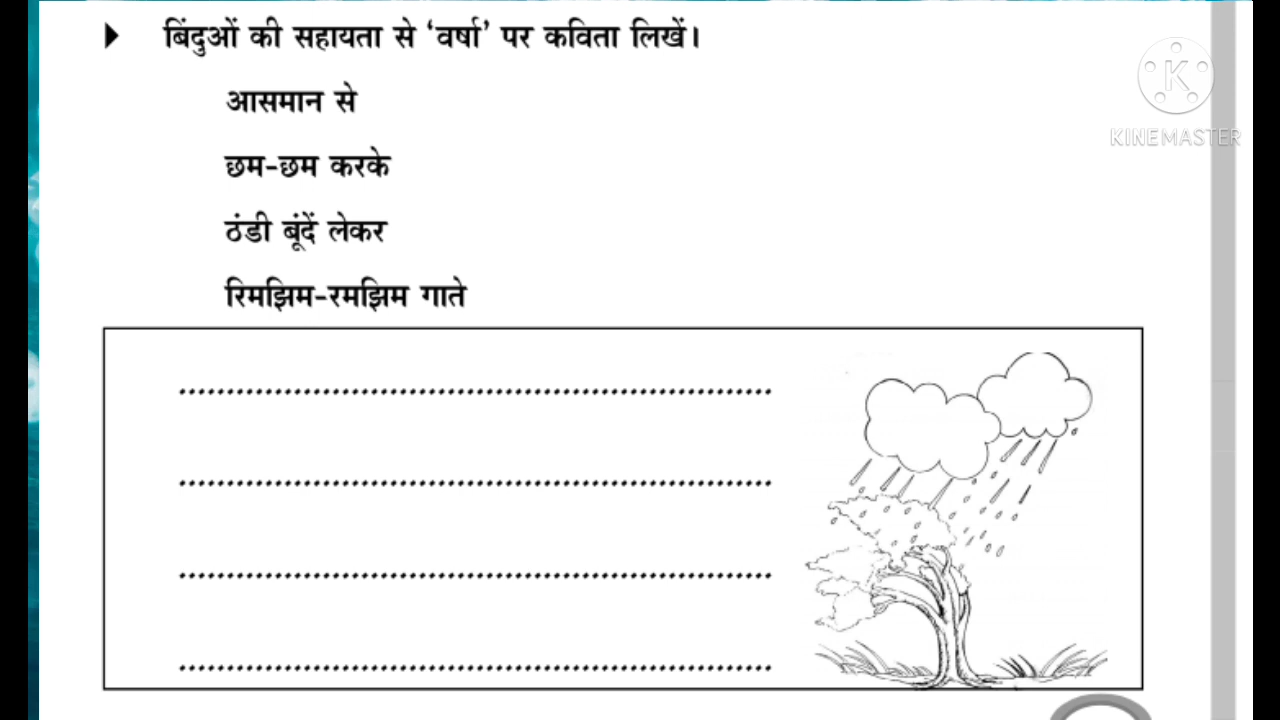 बिंदुओं की सहायता से ‘वर्षा’ पर कविता लिखें।
आसमान से
छम-छम करके
ठंडी बूंदें लेकर
रिमझिम-रमझिम गाते
K
KINEMASTER